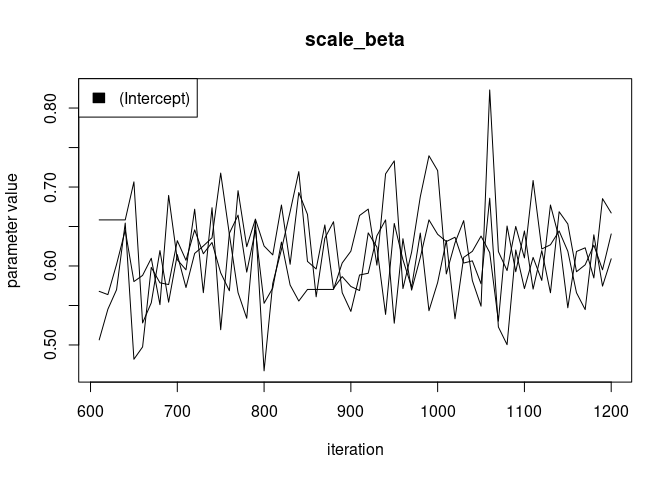 scale_beta
(Intercept)
parameter value
0.80
0.70
0.60
0.50
600 700 800 900 1000 1100 1200
iteration